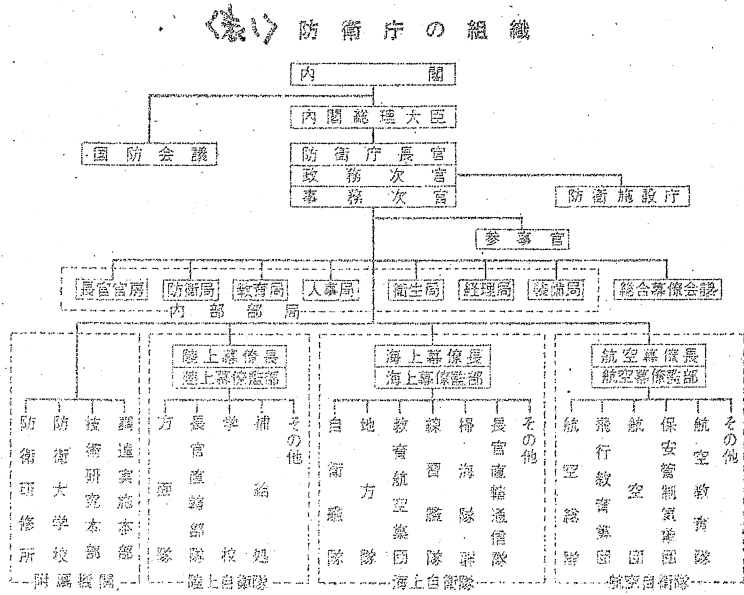 防衛庁の組織
内閣
内閣総理大臣
国防会議
防衛庁長官
政務次官
事務次官
防衛施設庁
参事官
長官官房
防衛局
教育局
人事局
衛生局
経理局
装備局
総合幕僚会議
内部部局
陸上幕僚長
陸上幕僚監部
海上幕僚長
海上幕僚監部
航空幕僚長
航空幕僚監部
防衛研修所
防衛大学校
技術研究本部
調達実施本部
方面隊
長官直轄部隊
学校
補給処
その他
自衛艦隊
地方隊
教育航空集団
練習艦隊
掃海隊群
長官直轄通信隊
その他
航空総隊
飛行教育集団
航空団
保安管制気象団
航空教育隊
その他
附属機関
陸上自衛隊
海上自衛隊
航空自衛隊